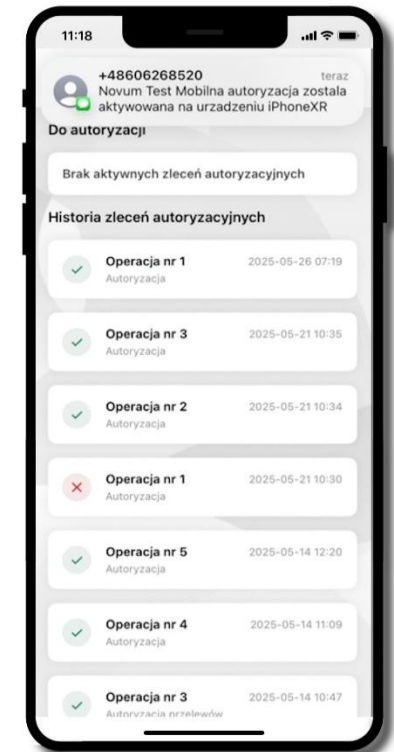 11:18
+48606268520 teraz
Novum Test Mobilna autoryzacja zostala
aktywowana na urzadzeniu iPhoneXR
Do autoryzacji
Brak aktywnych zleceń autoryzacyjnych
Historia zleceń autoryzacyjnych
Operacja nr 1 2025-05-26 07:19
Autoryzacja
Operacja nr 3 2025-05-21 10:35
Autoryzacja
Operacja nr 2 2025-05-21 10:34
Autoryzacja
Operacja nr 1 2025-05-21 10:30
Autoryzacja
Operacja nr 5 2025-05-14 12:20
Autoryzacja
Operacja nr 4 2025-05-14 11:09
Autoryzacja
Operacja nr 3 2025-05-14 10:47
Autoryzacja przelewów